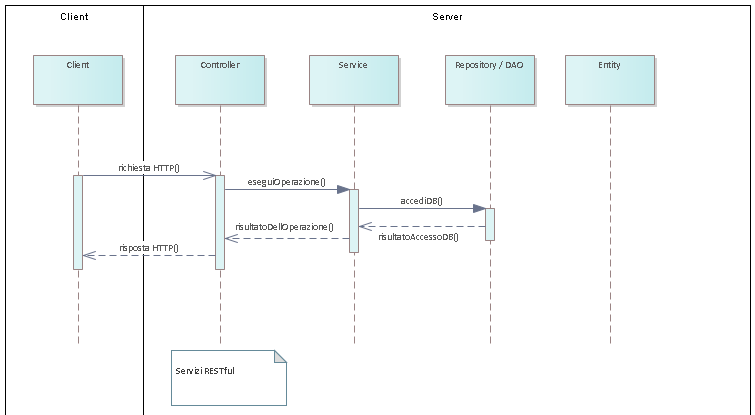 Client
Server
Client
Controller
Service
Repository / DAO
Entity
richiesta HTTP()
eseguiOperazione()
accediDB()
risultatoDellOperazione()
risultatoAccessoDB()
risposta HTTP()
Servizi RESTful